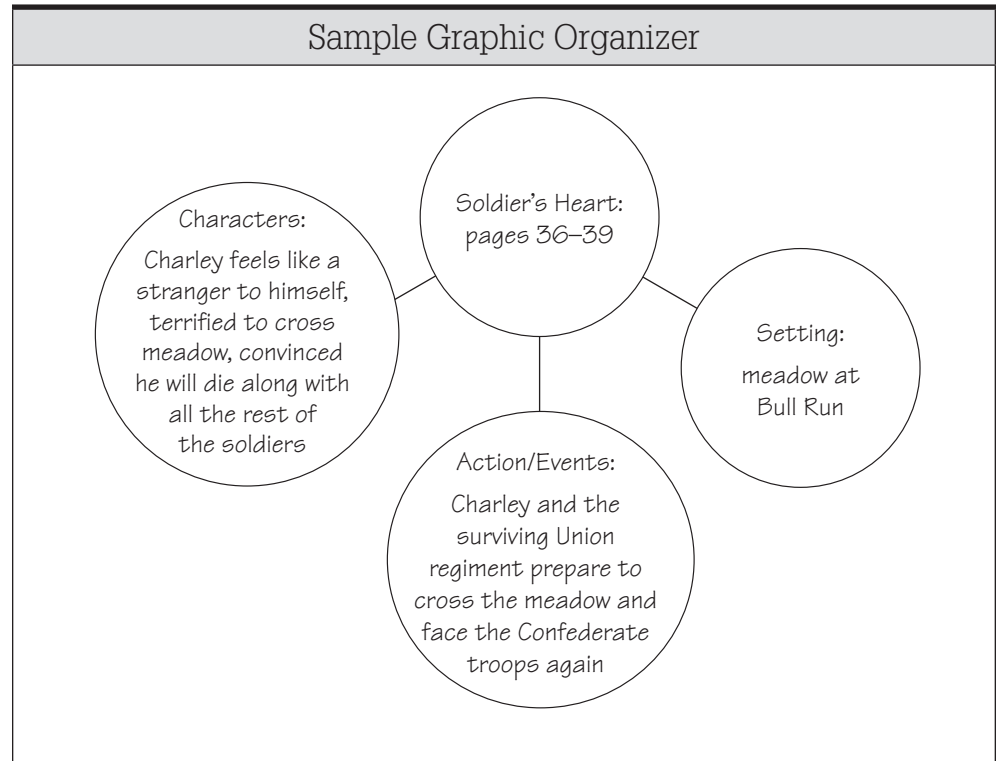 Sample Graphic Organizer
Soldier's Heart:
pages 36–39
Characters:
Charley feels like a
stranger to himself,
terrified to cross
meadow, convinced
he will die along with
all the rest of
the soldiers
Setting:
meadow at
Bull Run
Action/Events:
Charley and the
surviving Union
regiment prepare to
cross the meadow and
face the Confederate
troops again